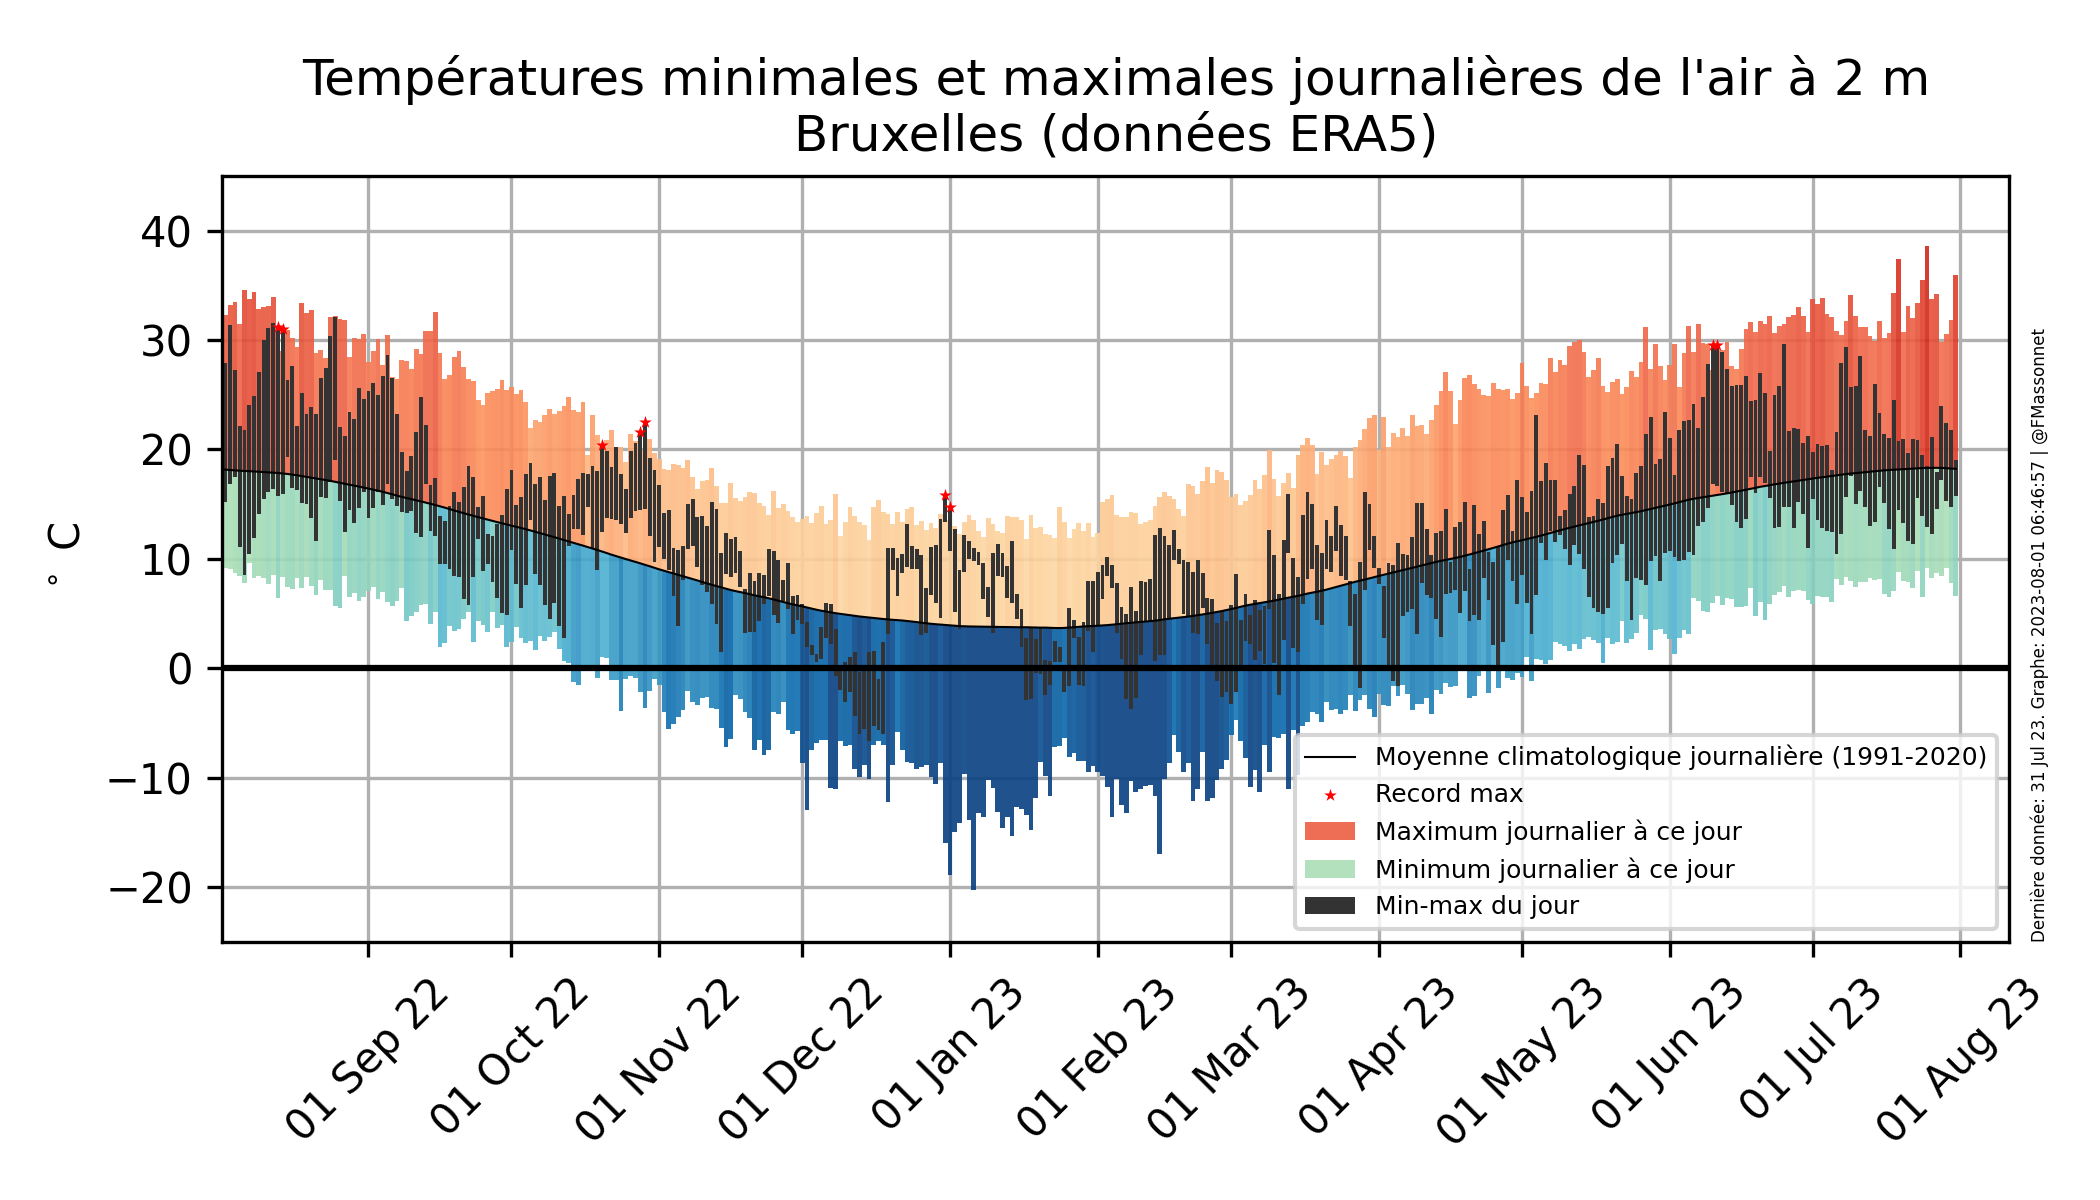 Températures minimales et maximales journalières de l'air à 2 m
Bruxelles (données ERA5)
° C
40
30
20
10
0
−10
−20
Moyenne climatologique journalière (1991-2020)
Record max
Maximum journalier à ce jour
Minimum journalier à ce jour
Min-max du jour
01 Sep 22
01 Oct 22
01 Nov 22
01 Dec 22
01 Jan 23
01 Feb 23
01 Mar 23
01 Apr 23
01 May 23
01 Jun 23
01 Jul 23
01 Aug 23
Dernière donnée: 31 Jul 23. Graphe: 2023-08-01 06:46:57 | @FMassonnet